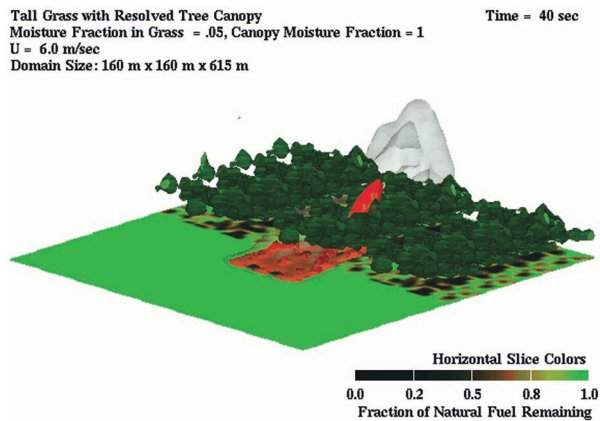 Tall Grass with Resolved Tree Canopy
Time = 40 sec
Moisture Fraction in Grass = .05, Canopy Moisture Fraction = 1
U = 6.0 m/sec
Domain Size: 160 m x 160 m x 615 m
Horizontal Slice Colors
0.0 0.2 0.5 0.8 1.0
Fraction of Natural Fuel Remaining